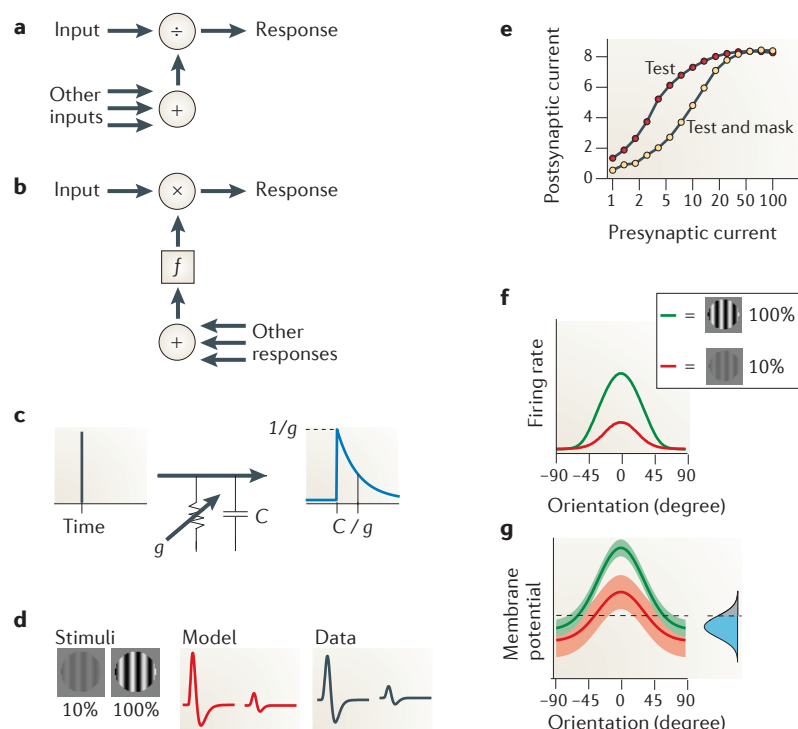 a
Input
÷
Response
Other
inputs
+
b
Input
×
Response
f
+
Other
responses
c
1/g
Time
g
C
C / g
d
Stimuli
Model
Data
10%
100%
e
Postsynaptic current
8
6
4
2
0
Test
Test and mask
1 2 5 10 20 50 100
Presynaptic current
f
= 100%
= 10%
Firing rate
−90 −45 0 45 90
Orientation (degree)
g
Membrane
potential
−90 −45 0 45 90
Orientation (degree)